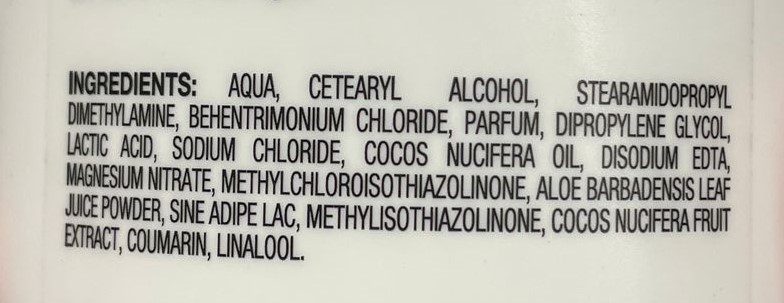 INGREDIENTS: AQUA, CETEARYL ALCOHOL, STEARAMIDOPROPYL
DIMETHYLAMINE, BEHENTRIMONIUM CHLORIDE, PARFUM, DIPROPYLENE GLYCOL,
LACTIC ACID, SODIUM CHLORIDE, COCOS NUCIFERA OIL, DISODIUM EDTA,
MAGNESIUM NITRATE, METHYLCHLOROISOTHIAZOLINONE, ALOE BARBADENSIS LEAF
JUICE POWDER, SINE ADIPE LAC, METHYLISOTHIAZOLINONE, COCOS NUCIFERA FRUIT
EXTRACT, COUMARIN, LINALOOL.